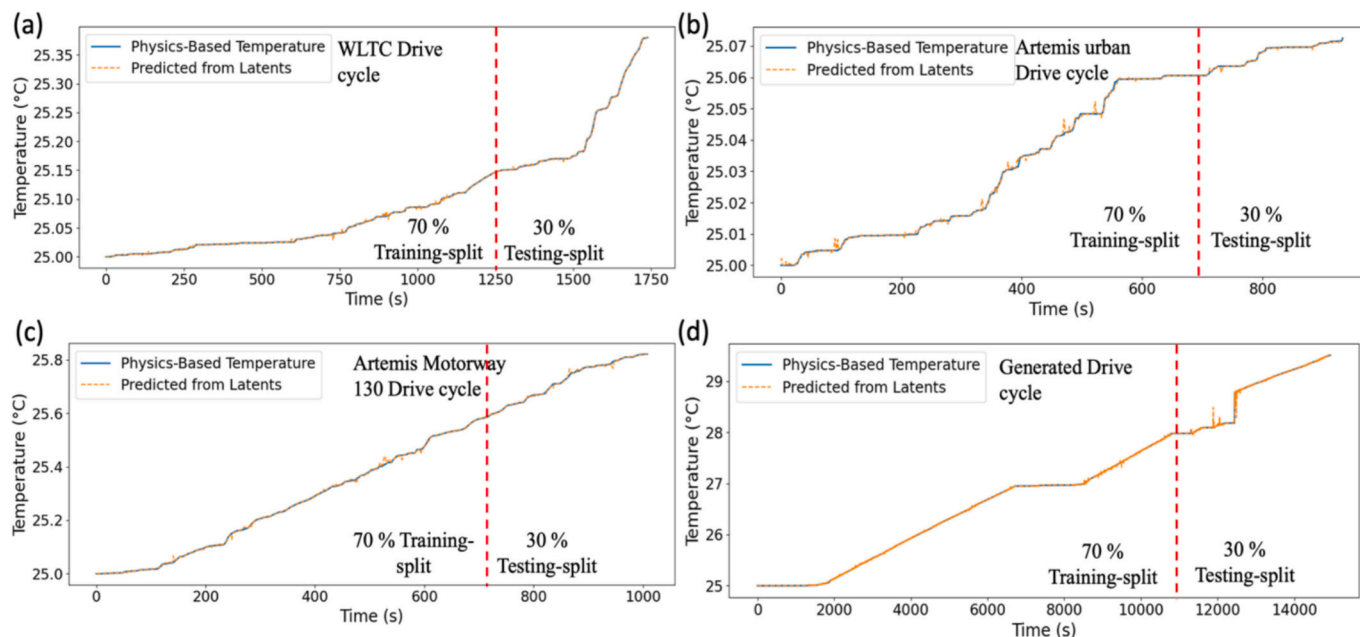 (a)
Physics-Based Temperature
Predicted from Latents
WLTC Drive
cycle
70 %
Training-split
30 %
Testing-split
Temperature (°C)
25.35
25.30
25.25
25.20
25.15
25.10
25.05
25.00
0
250
500
750
1000
1250
1500
1750
Time (s)
(b)
Physics-Based Temperature
Predicted from Latents
Artemis urban
Drive cycle
70 %
Training-split
30 %
Testing-split
Temperature (°C)
25.07
25.06
25.04
25.03
25.02
25.01
25.00
0
200
400
600
800
Time (s)
(c)
Physics-Based Temperature
Predicted from Latents
Artemis Motorway
130 Drive cycle
70 % Training-
split
30 %
Testing-split
Temperature (°C)
25.8
25.6
25.4
25.2
25.0
0
200
400
600
800
1000
Time (s)
(d)
Physics-Based Temperature
Predicted from Latents
Generated Drive
cycle
70 %
Training-split
30 %
Testing-split
Temperature (°C)
29
28
27
26
25
0
2000
4000
6000
8000
10000
12000
14000
Time (s)